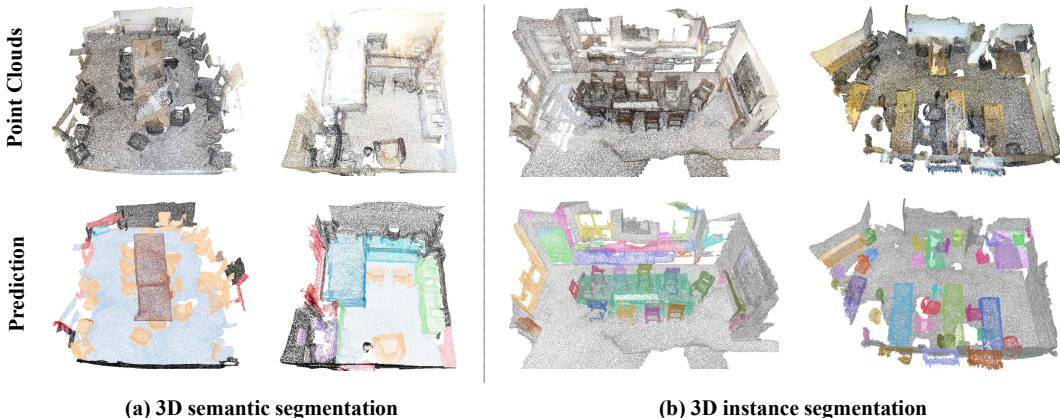 Point Clouds
Prediction
(a) 3D semantic segmentation
(b) 3D instance segmentation